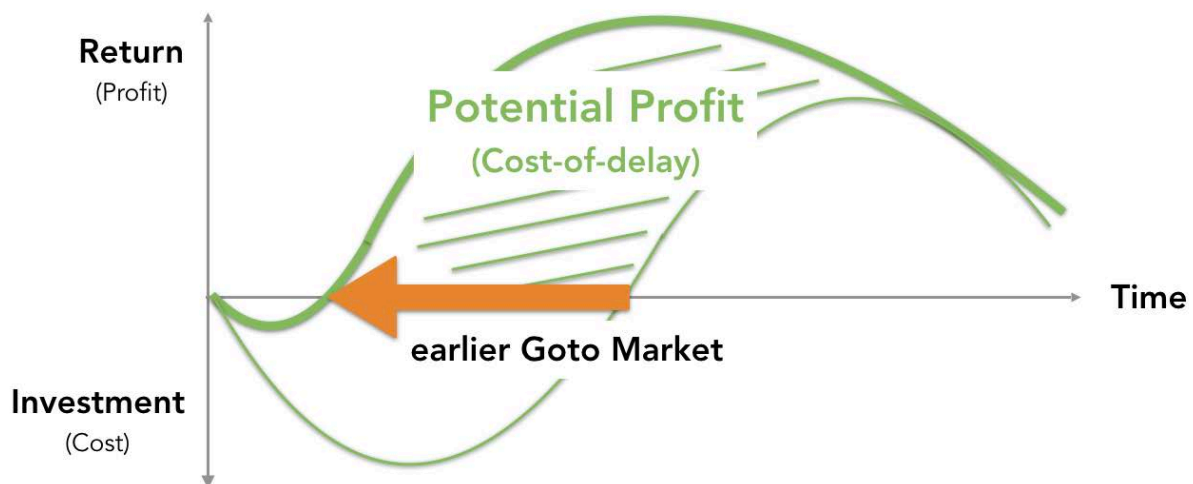 Return
(Profit)
Potential Profit
(Cost-of-delay)
Time
earlier Goto Market
Investment
(Cost)